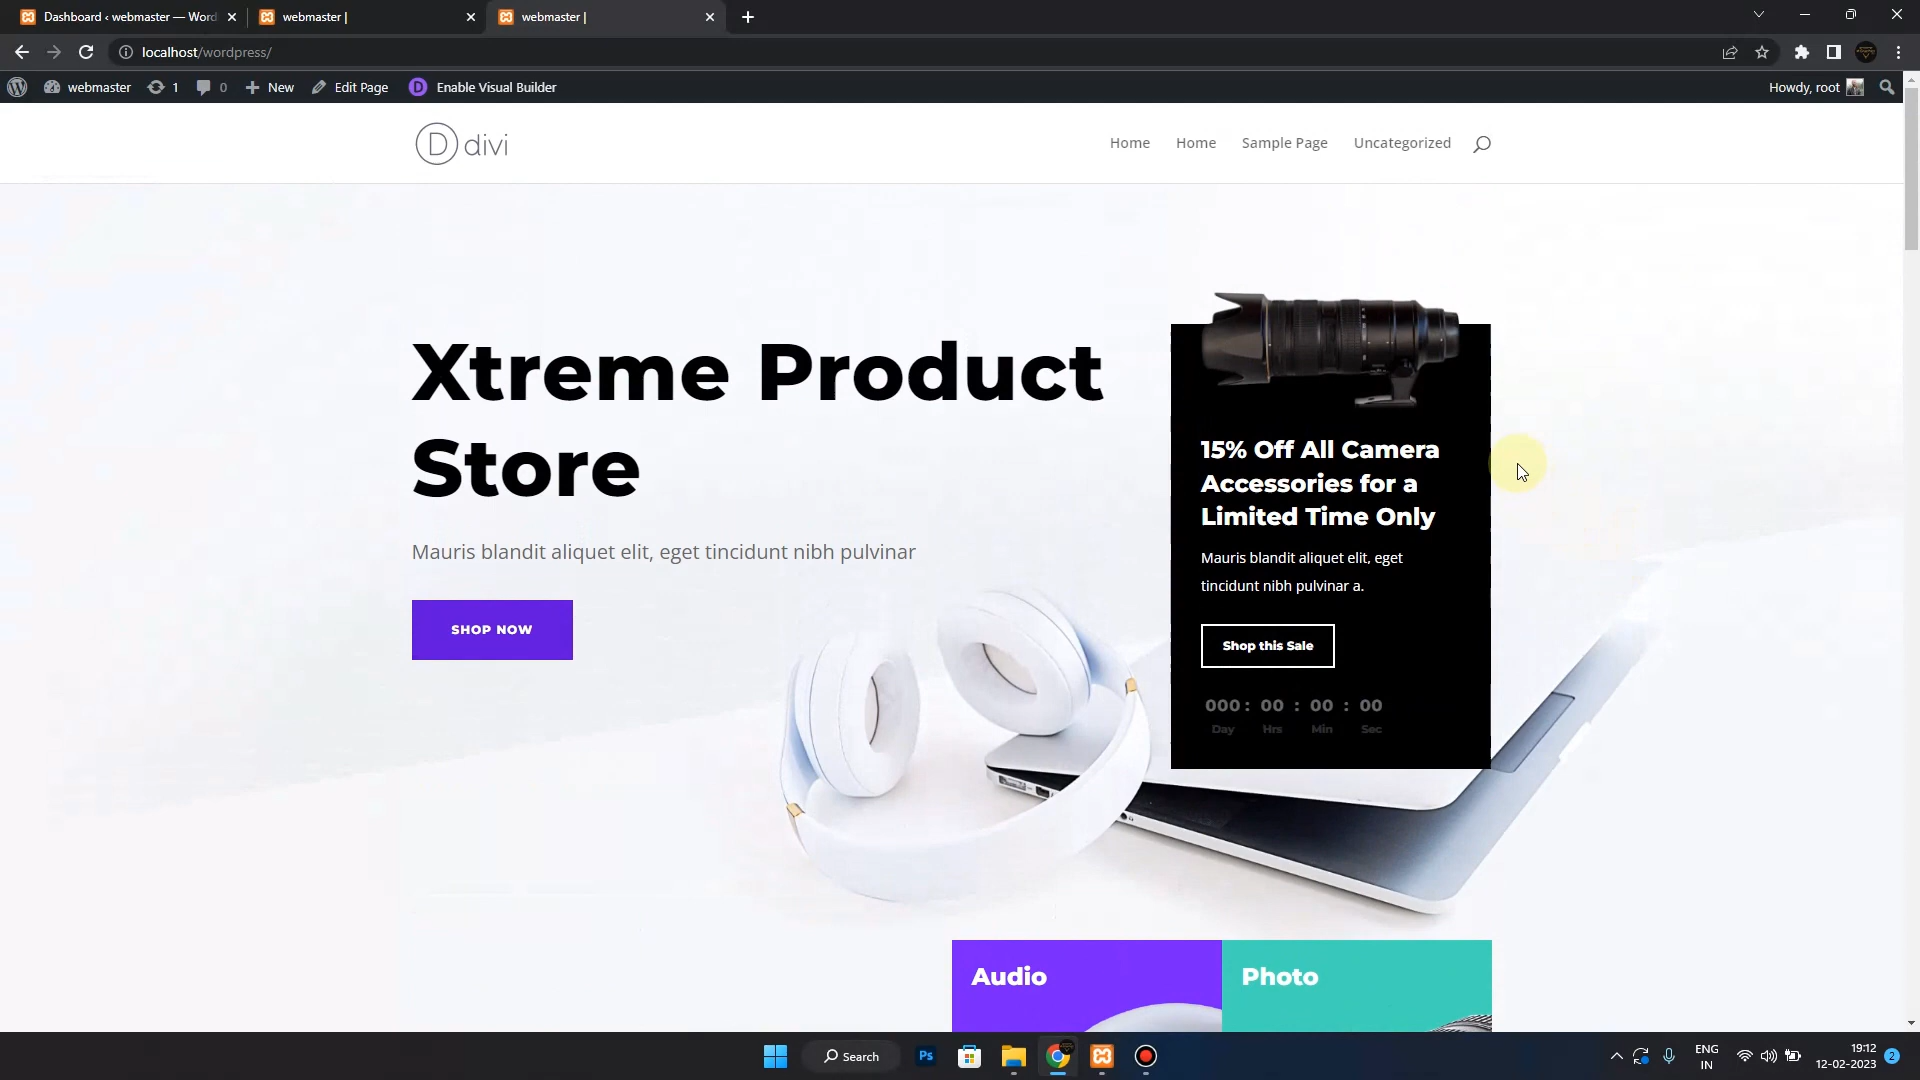 Dashboard ‹ webmaster — Word
webmaster |
webmaster |
localhost/wordpress/
webmaster
1
0
New
Edit Page
D
Enable Visual Builder
Howdy, root
D divi
Home
Home
Sample Page
Uncategorized
Xtreme Product
Store
Mauris blandit aliquet elit, eget tincidunt nibh pulvinar
SHOP NOW
15% Off All Camera
Accessories for a
Limited Time Only
Mauris blandit aliquet elit, eget
tincidunt nibh pulvinar a.
Shop this Sale
000 : 00 : 00 : 00
Day Hrs Min Sec
Audio
Photo
Search
Ps
ENG
IN
19:12
12-02-2023
2